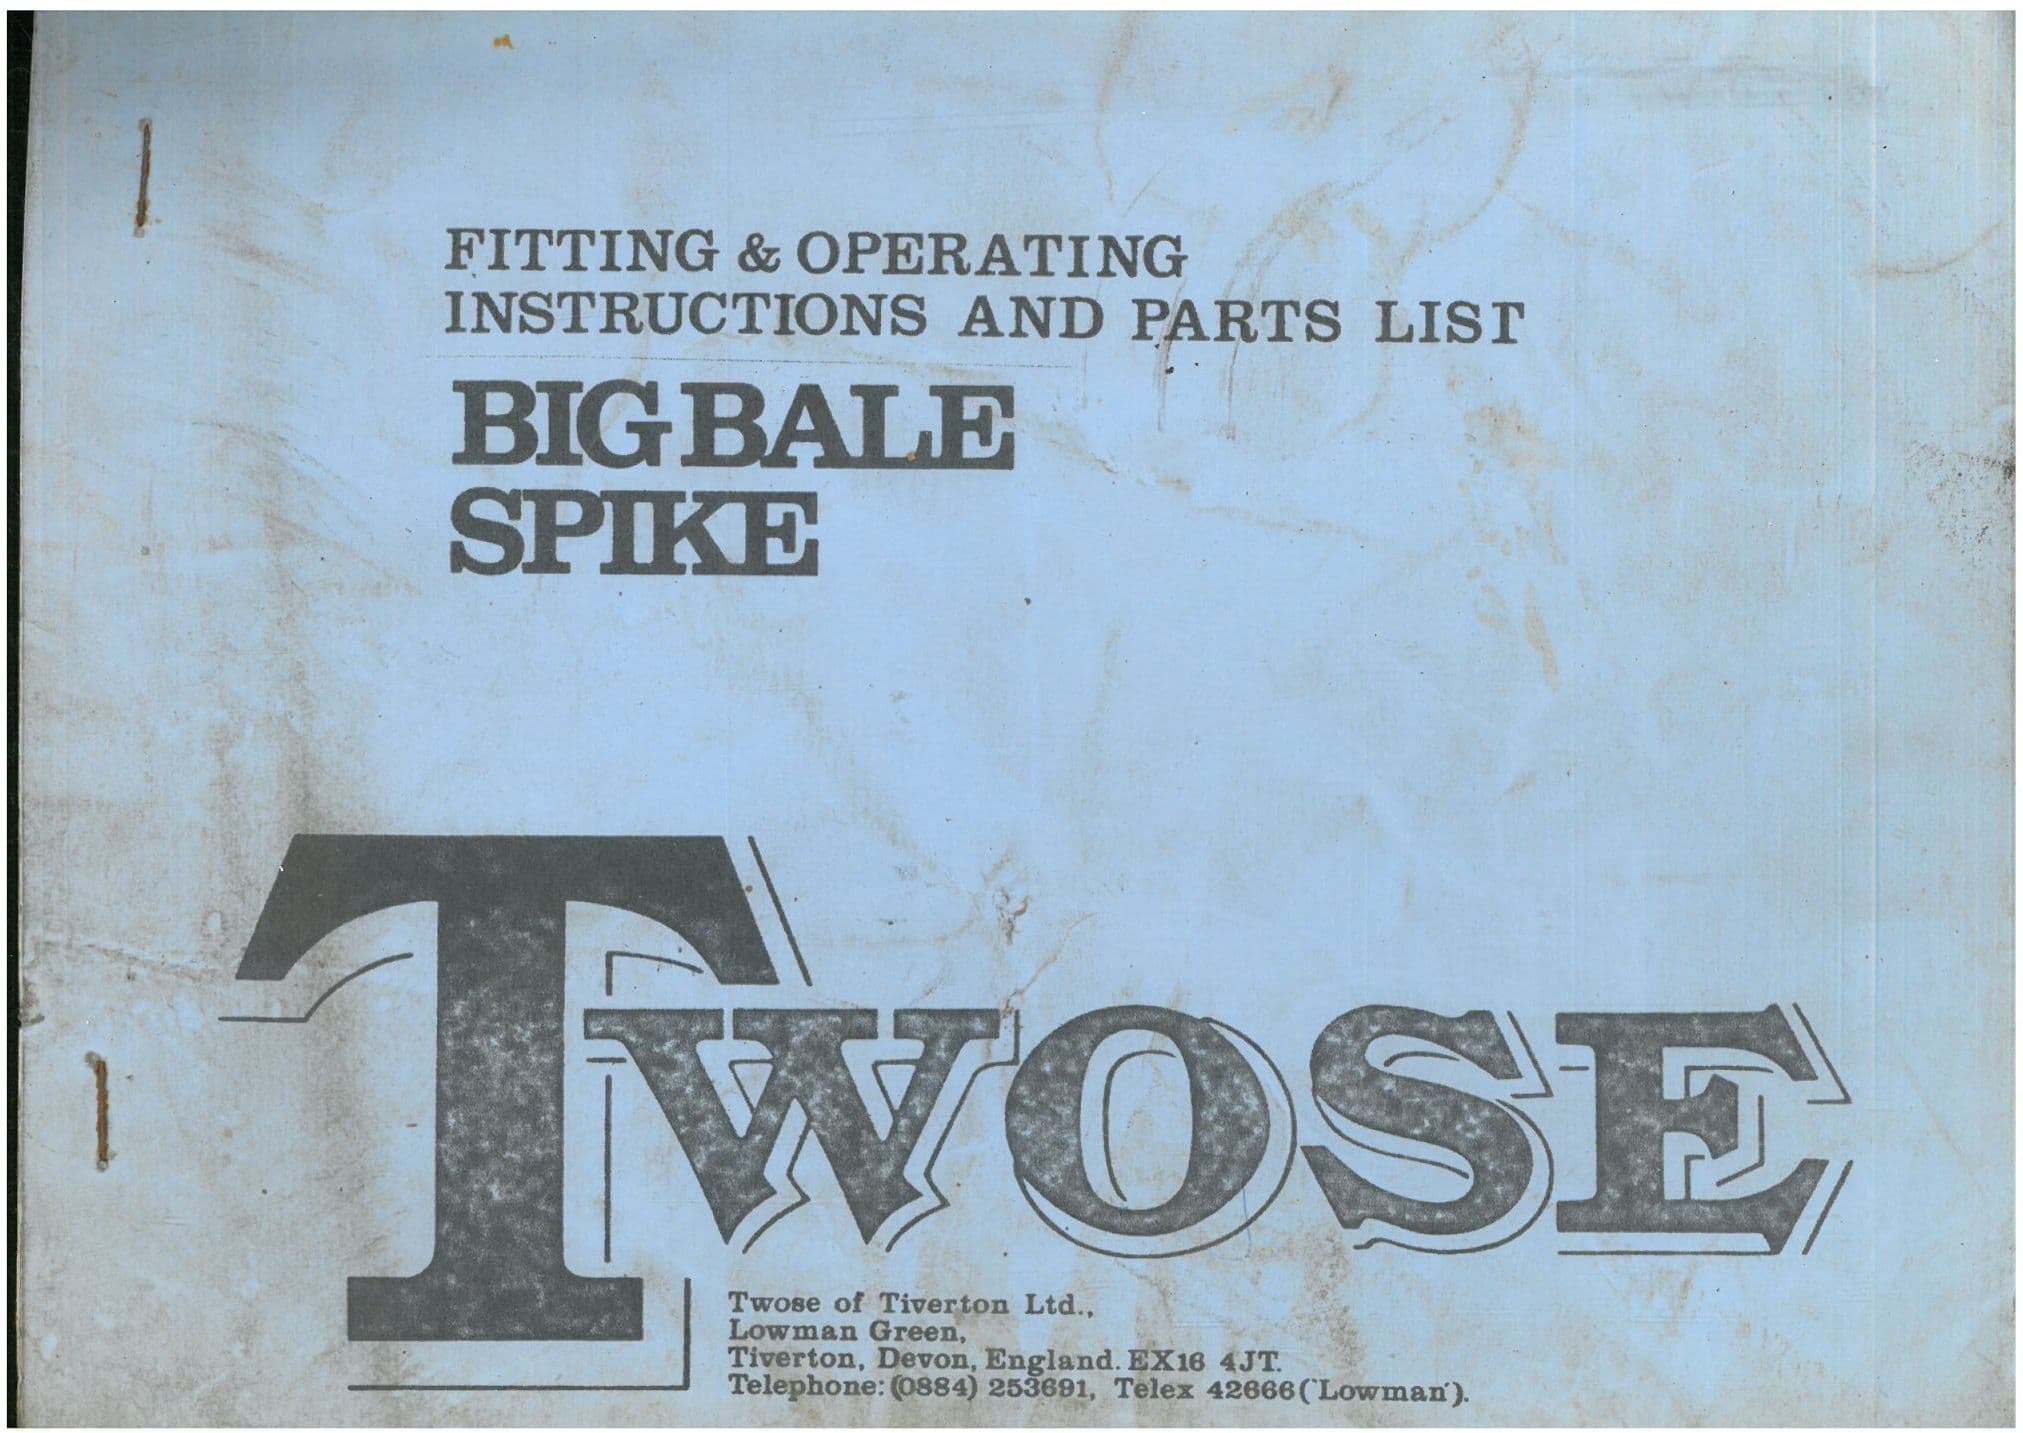 FITTING & OPERATING
INSTRUCTIONS AND PARTS LIST
BIG BALE
SPIKE
TWOSE
Twose of Tiverton Ltd.,
Lowman Green,
Tiverton, Devon, England. EX16 4JT.
Telephone: (0884) 253691, Telex 42666 ('Lowman').